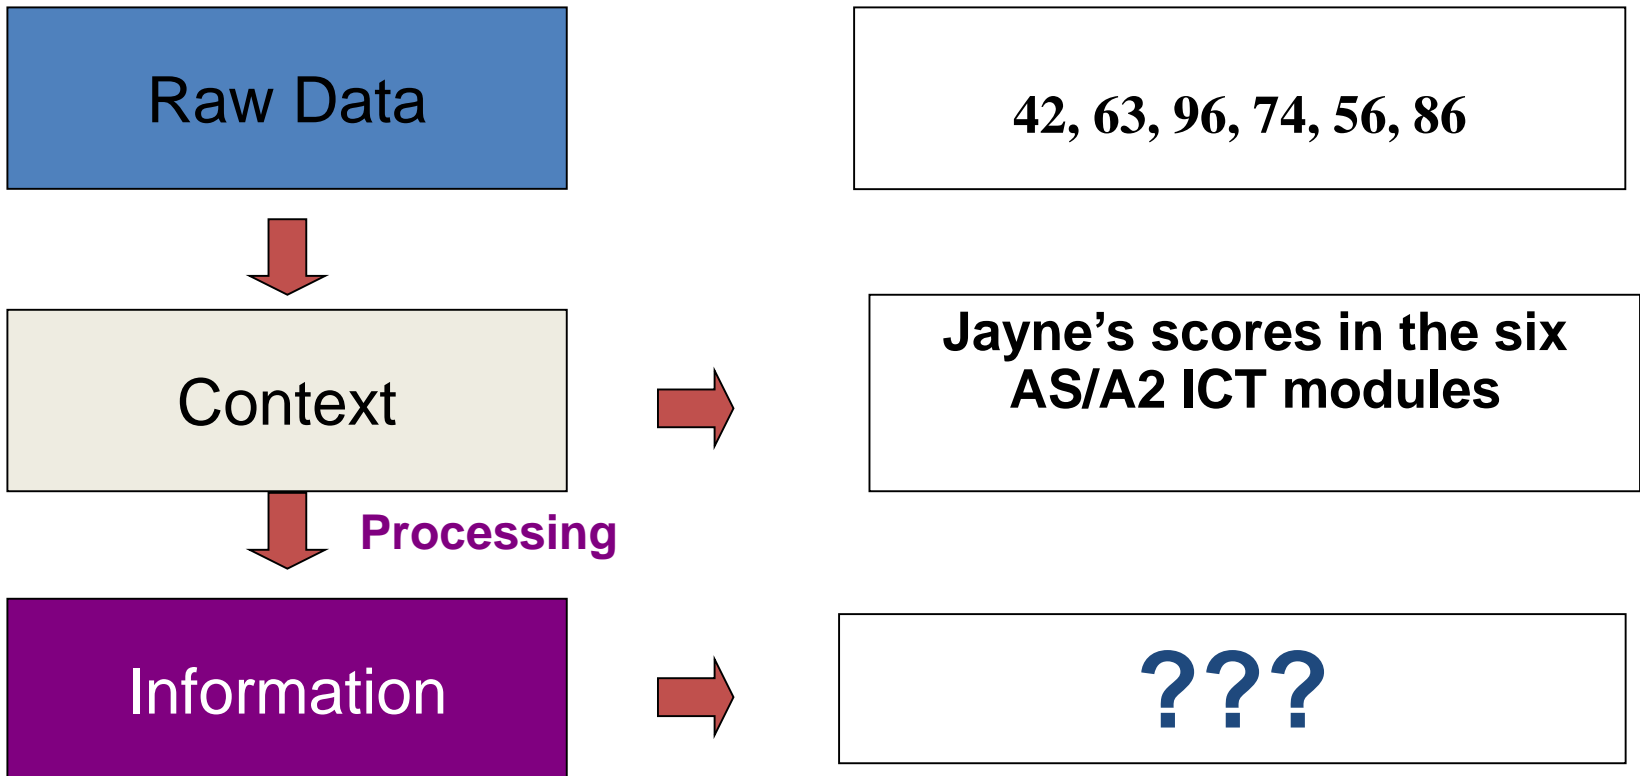 Raw Data
42, 63, 96, 74, 56, 86
Context
Jayne’s scores in the six
AS/A2 ICT modules
Processing
Information
???